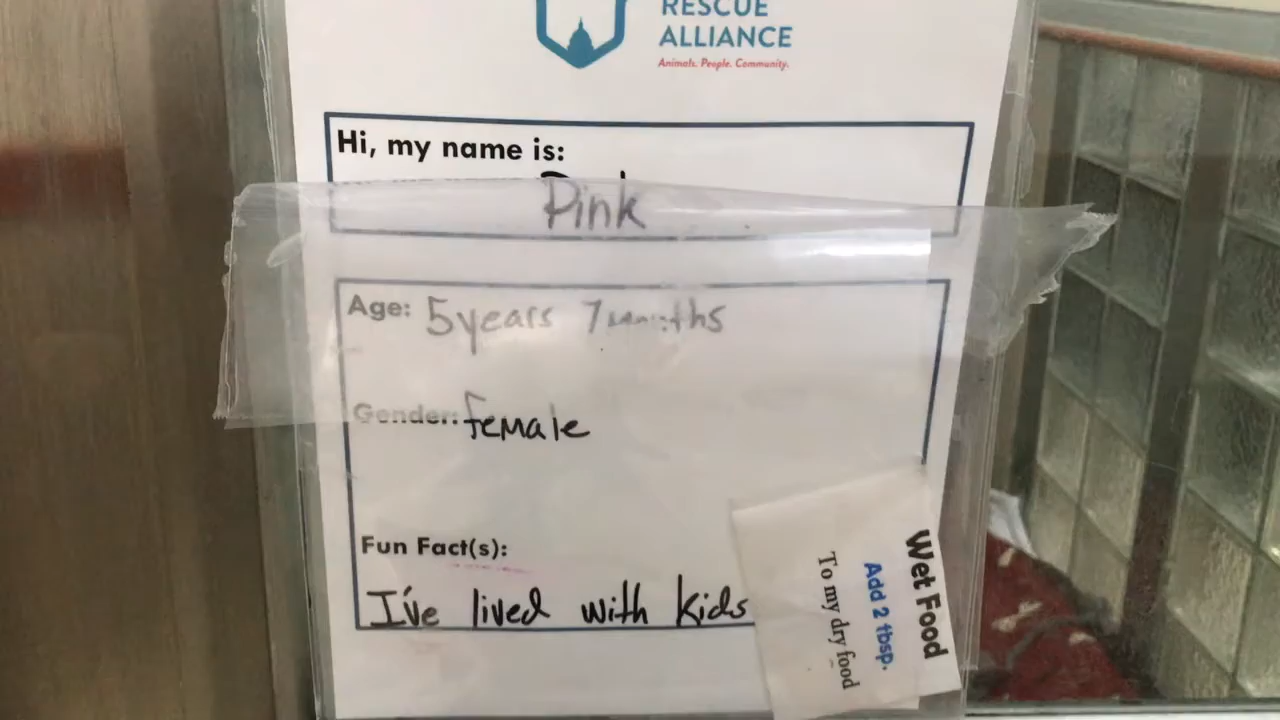 RESCUE
ALLIANCE
Animals. People. Community.
Hi, my name is:
Pink
Age: 5years 7months
Gender: female
Fun Fact(s):
I've lived with kids
Wet Food
Add 2 tbsp.
To my dry food